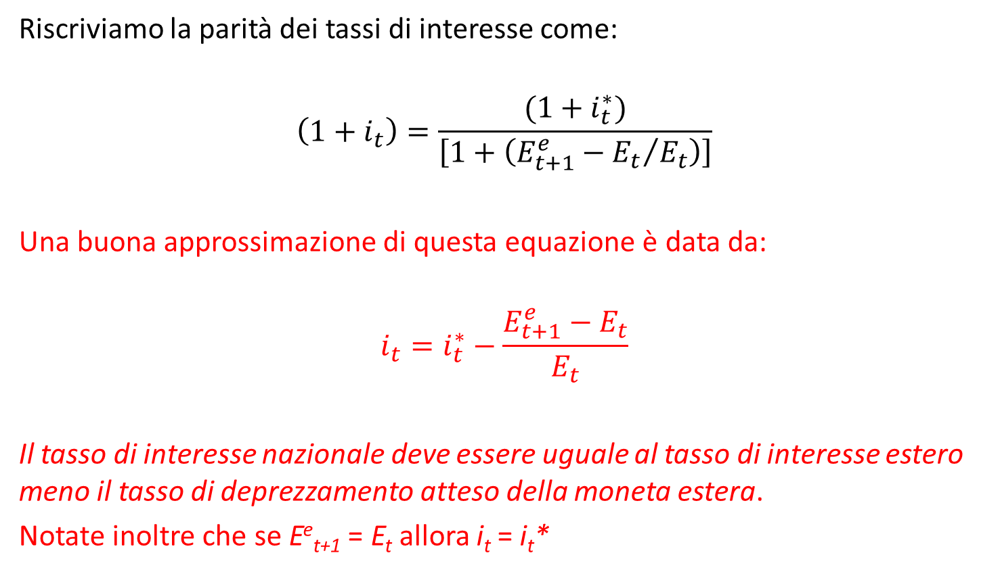 Riscriviamo la parità dei tassi di interesse come:
(1 + i_t) = (1 + i_t^*) / [1 + (E_{t+1}^e − E_t/E_t)]
Una buona approssimazione di questa equazione è data da:
i_t = i_t^* − (E_{t+1}^e − E_t) / E_t
Il tasso di interesse nazionale deve essere uguale al tasso di interesse estero
meno il tasso di deprezzamento atteso della moneta estera.
Notate inoltre che se E^e_{t+1} = E_t allora i_t = i_t*